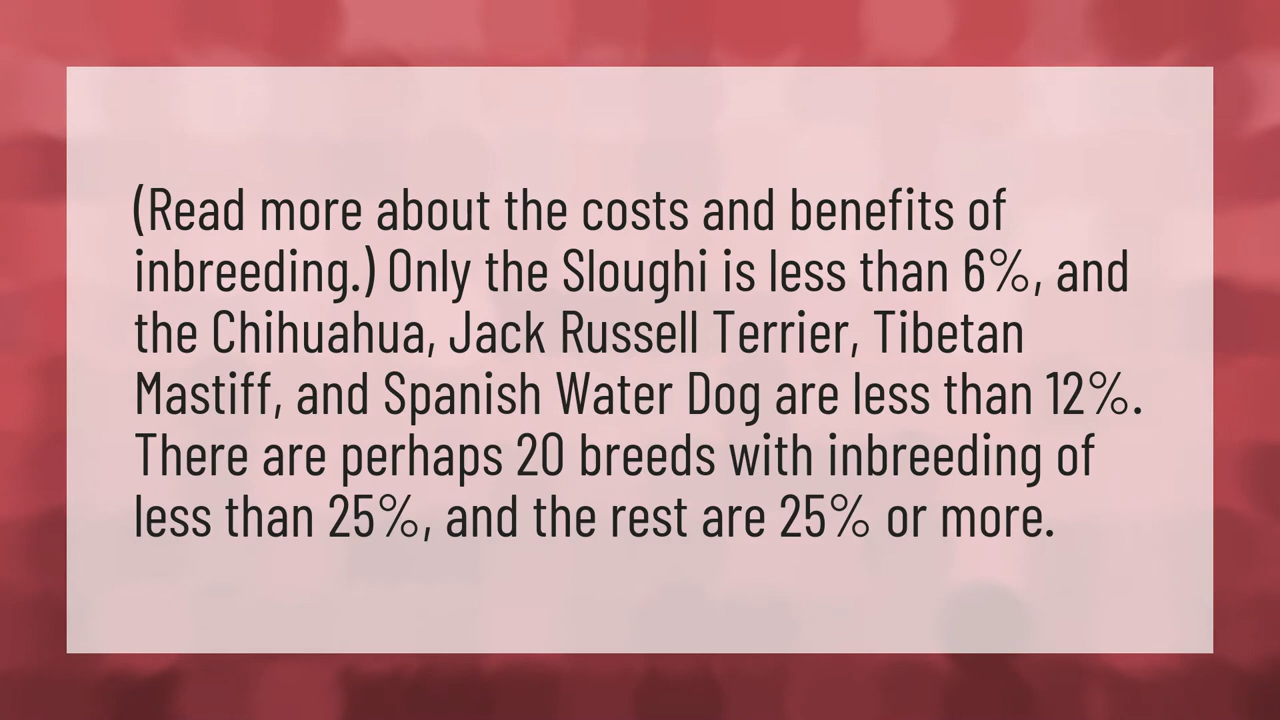 (Read more about the costs and benefits of
inbreeding.) Only the Sloughi is less than 6%, and
the Chihuahua, Jack Russell Terrier, Tibetan
Mastiff, and Spanish Water Dog are less than 12%.
There are perhaps 20 breeds with inbreeding of
less than 25%, and the rest are 25% or more.